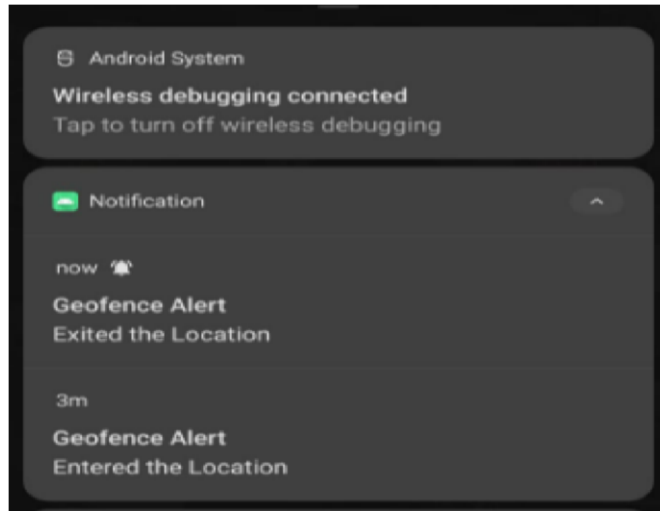 Android System
Wireless debugging connected
Tap to turn off wireless debugging
Notification
now
Geofence Alert
Exited the Location
3m
Geofence Alert
Entered the Location